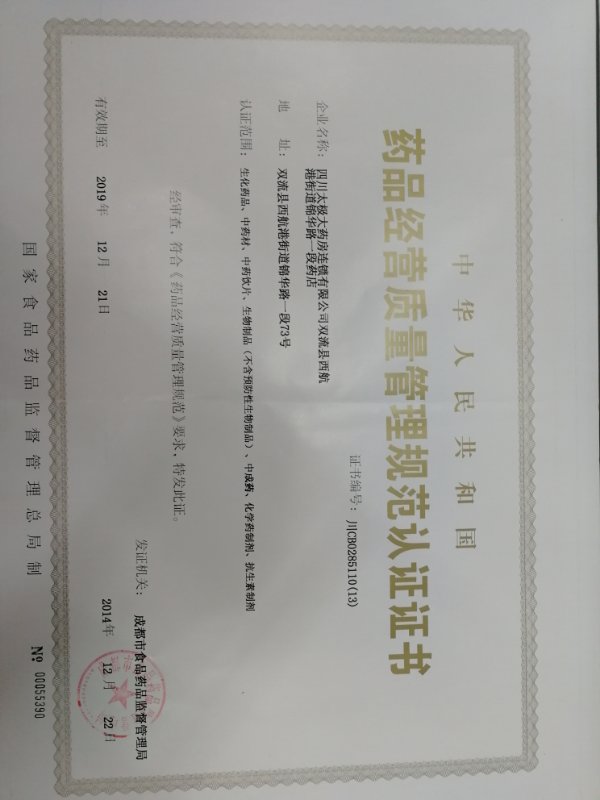 中华人民共和国
药品经营质量管理规范认证证书
证书编号：川CB0285110(13)
企业名称：四川太极大药房连锁有限公司双流县西航
港街道锦华路一段药店
地 址：双流县西航港街道锦华路一段73号
认证范围：生化药品、中药材、中药饮片、生物制品（不含预防性生物制品）、中成药、化学药制剂、抗生素制剂
经审查，符合《药品经营质量管理规范》要求，特发此证。
发证机关：成都市食品药品监督管理局
有效期至 2019年 12月 21日
2014年 12月 22日
国家食品药品监督管理总局制
№ 00055390